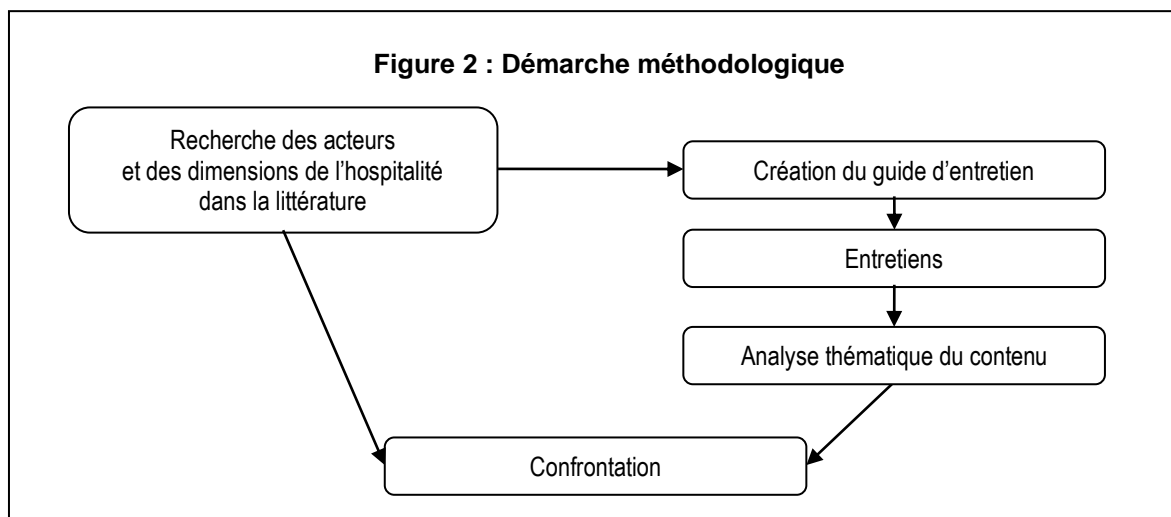 Figure 2 : Démarche méthodologique
Recherche des acteurs
et des dimensions de l’hospitalité
dans la littérature
Création du guide d’entretien
Entretiens
Analyse thématique du contenu
Confrontation